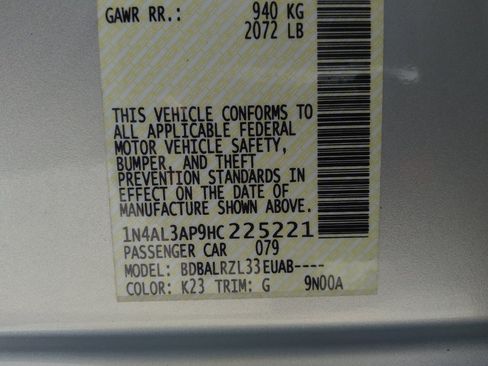 GAWR RR.: 940 KG
2072 LB
THIS VEHICLE CONFORMS TO
ALL APPLICABLE FEDERAL
MOTOR VEHICLE SAFETY,
BUMPER, AND THEFT
PREVENTION STANDARDS IN
EFFECT ON THE DATE OF
MANUFACTURE SHOWN ABOVE.
1N4AL3AP9HC225221
PASSENGER CAR 079
MODEL: BDBALRZL33EUAB----
COLOR: K23 TRIM: G 9N00A